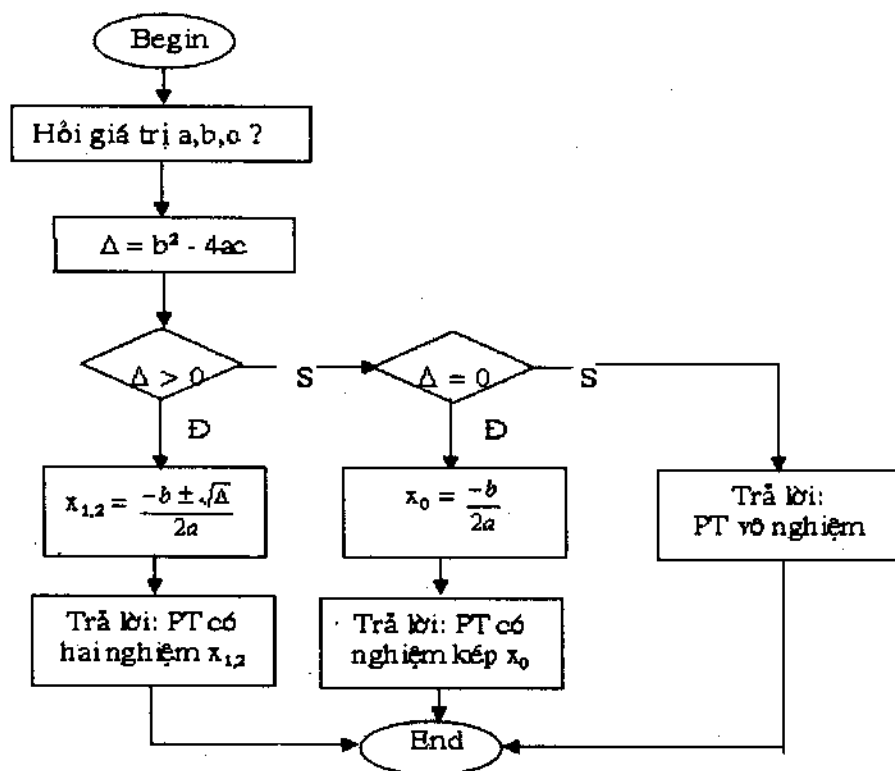 Begin
Hỏi giá trị a,b,c ?
Δ = b² - 4ac
Δ > 0
S
Δ = 0
S
Đ
Đ
x₁,₂ = (-b ± √Δ)/2a
x₀ = -b/2a
Trả lời:
PT vô nghiệm
Trả lời: PT có
hai nghiệm x₁,₂
Trả lời: PT có
nghiệm kép x₀
End